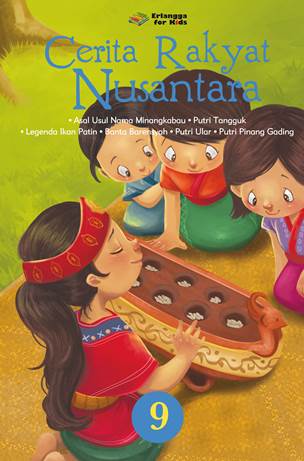 Erlangga
for Kids
Cerita Rakyat
Nusantara
• Asal Usul Nama Minangkabau • Putri Tangguk
• Legenda Ikan Patin • Banta Barensyah • Putri Ular • Putri Pinang Gading
9